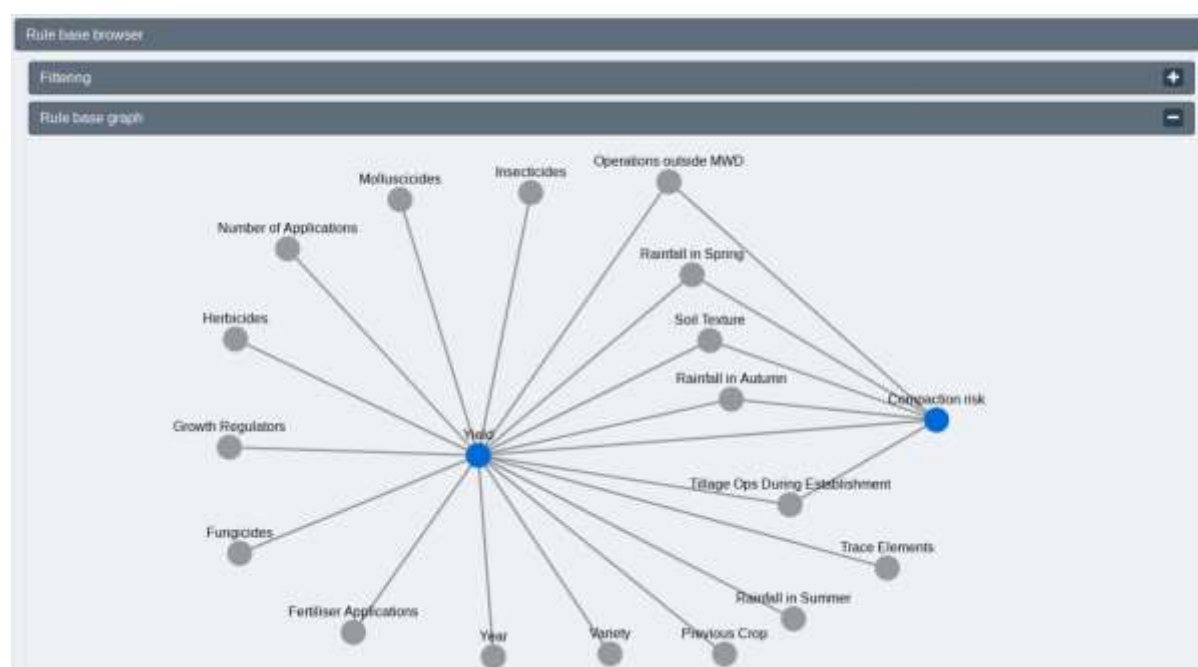 Rule base browser
Filtering
Rule base graph
Operations outside MWD
Insecticides
Molluscicides
Number of Applications
Rainfall in Spring
Herbicides
Soil Texture
Rainfall in Autumn
Compaction risk
Growth Regulators
Yield
Tillage Ops During Establishment
Fungicides
Trace Elements
Rainfall in Summer
Fertiliser Applications
Year
Variety
Previous Crop